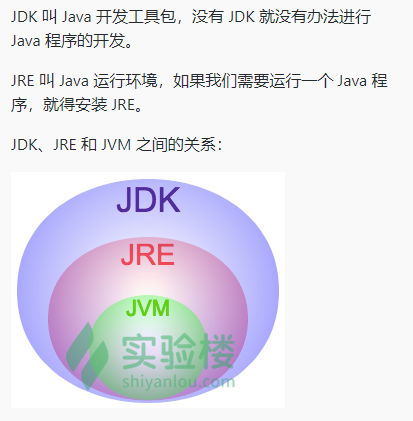 JDK 叫 Java 开发工具包，没有 JDK 就没有办法进行
Java 程序的开发。
JRE 叫 Java 运行环境，如果我们需要运行一个 Java 程
序，就得安装 JRE。
JDK、JRE 和 JVM 之间的关系：
JDK
JRE
JVM
实验楼
shiyanlou.com